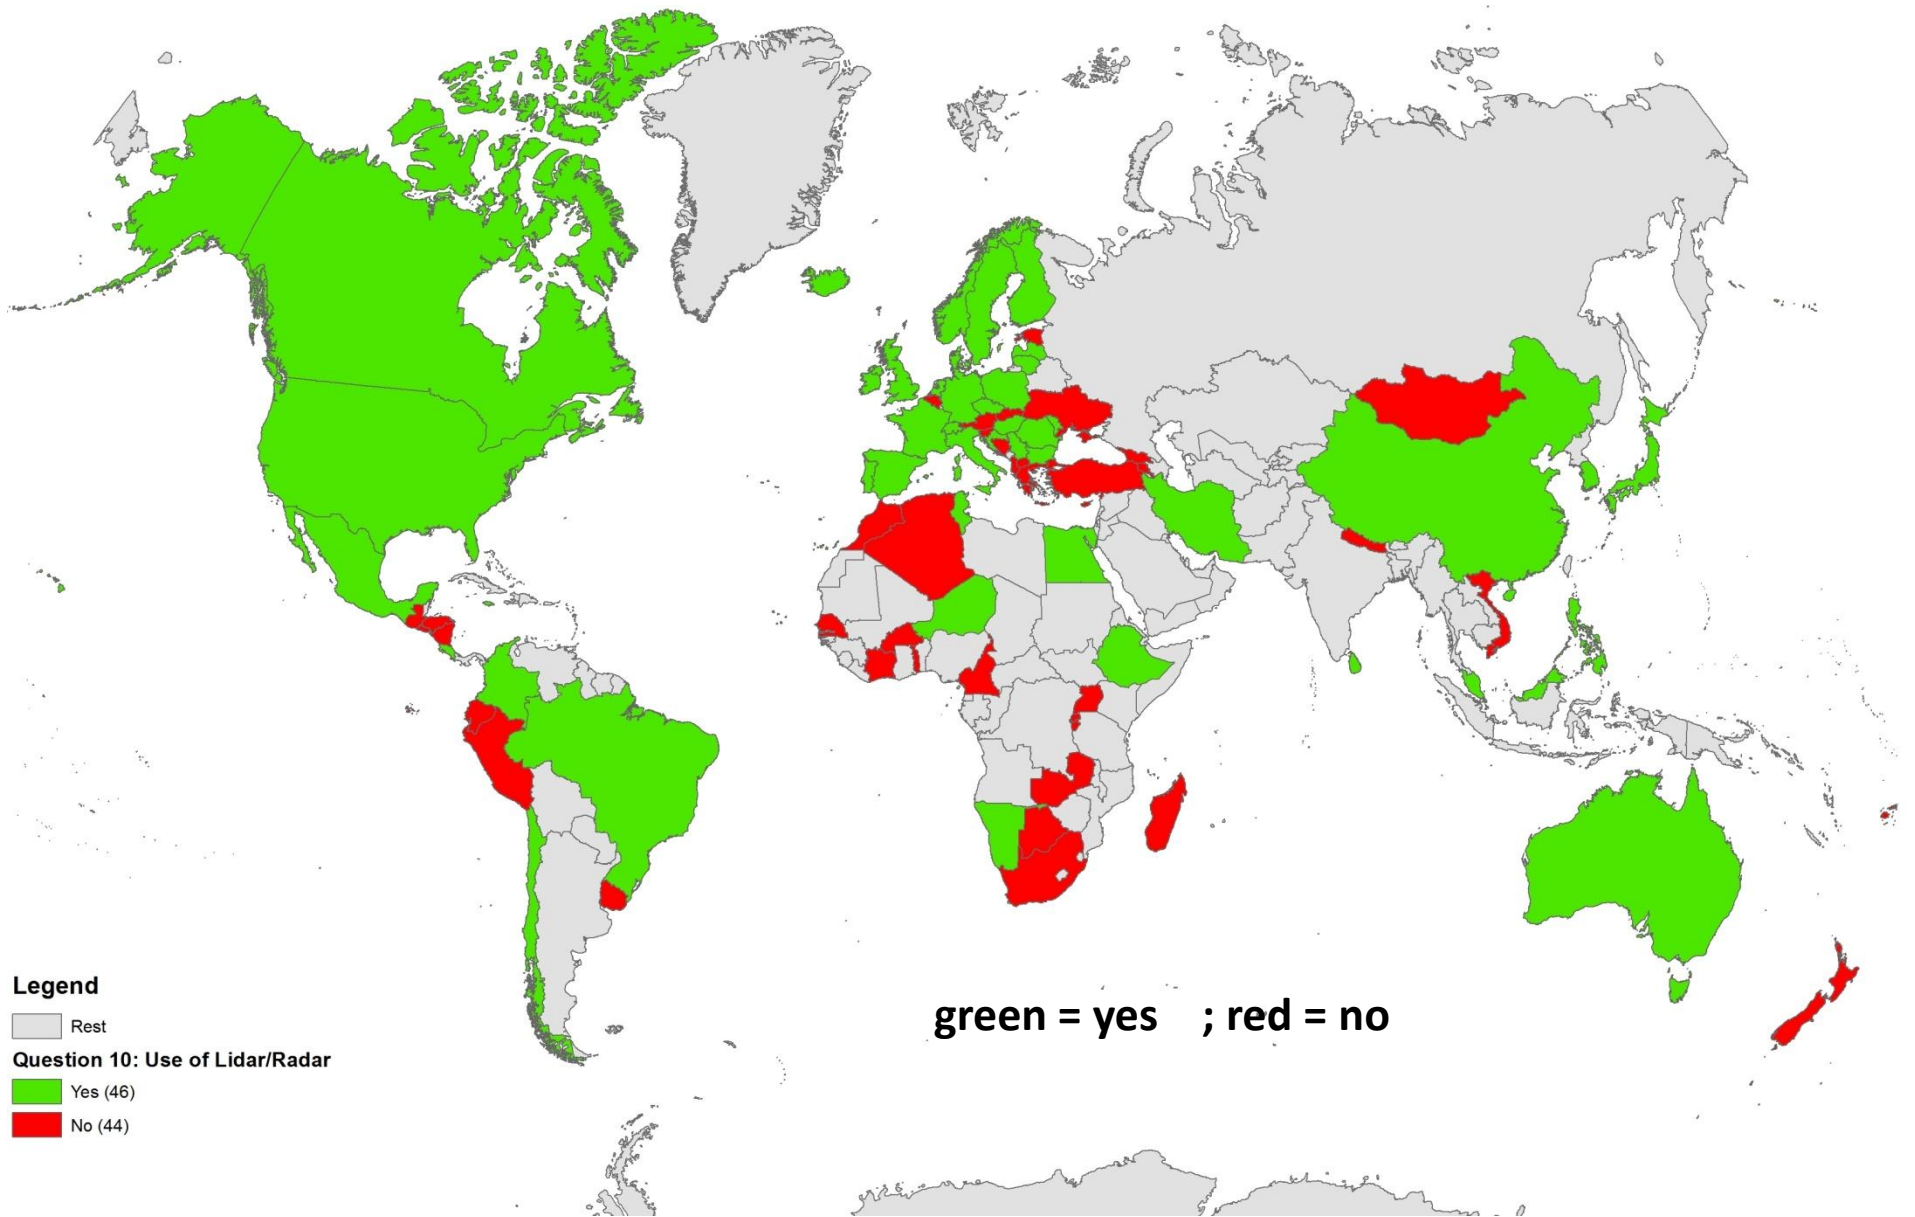 Legend
Rest
Question 10: Use of Lidar/Radar
Yes (46)
No (44)
green = yes ; red = no